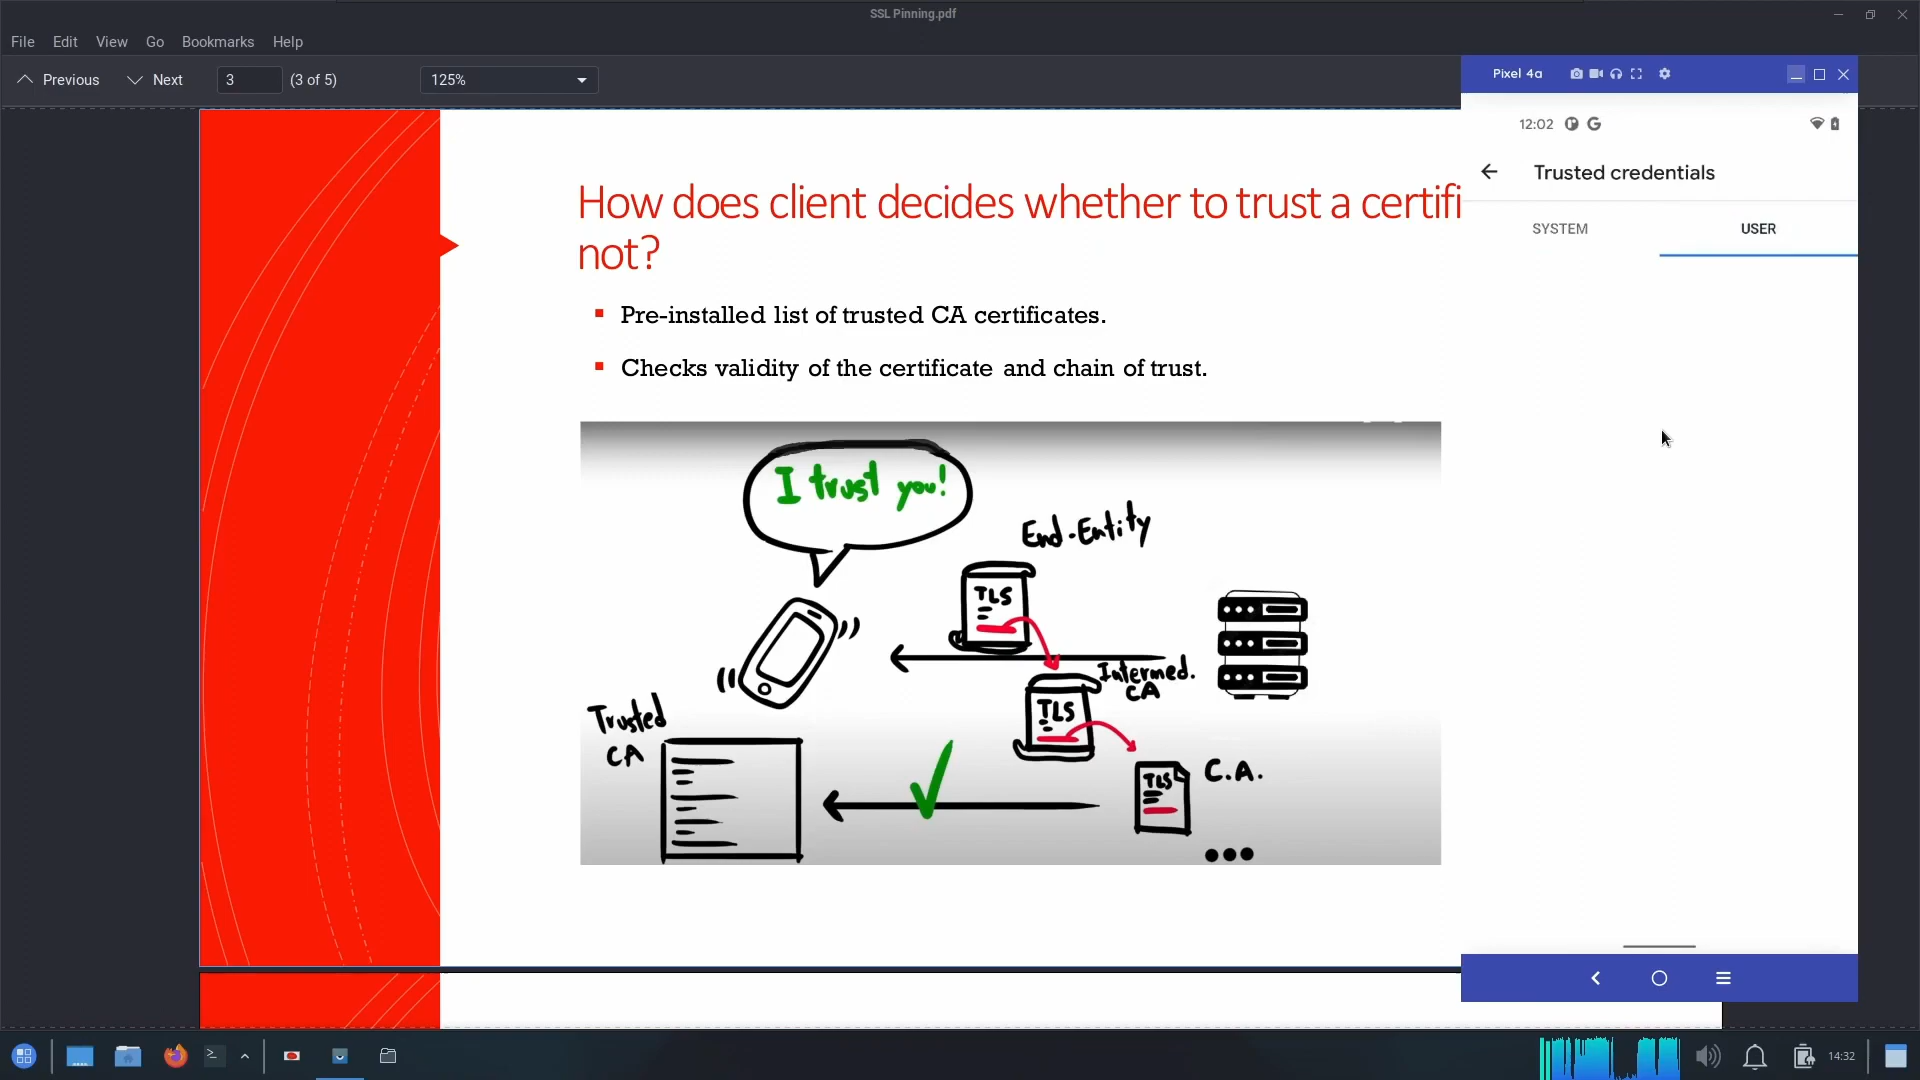 SSL Pinning.pdf
File Edit View Go Bookmarks Help
Previous Next 3 (3 of 5) 125%
Pixel 4a
12:02
Trusted credentials
SYSTEM USER
How does client decides whether to trust a certifi
not?
Pre-installed list of trusted CA certificates.
Checks validity of the certificate and chain of trust.
I trust you!
End-Entity
TLS
Intermed.
CA
TLS
Trusted
CA
C.A.
TLS
14:32